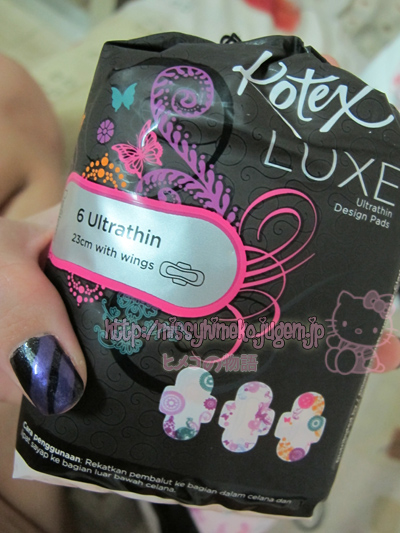 Kotex
LUXE
Ultrathin
Design Pads
6 Ultrathin
23cm with wings
http://missyhimeko.jugem.jp
Cara penggunaan: Rekatkan pembalut ke bagian dalam celana dan
lipat sayap ke bagian luar bawah celana.